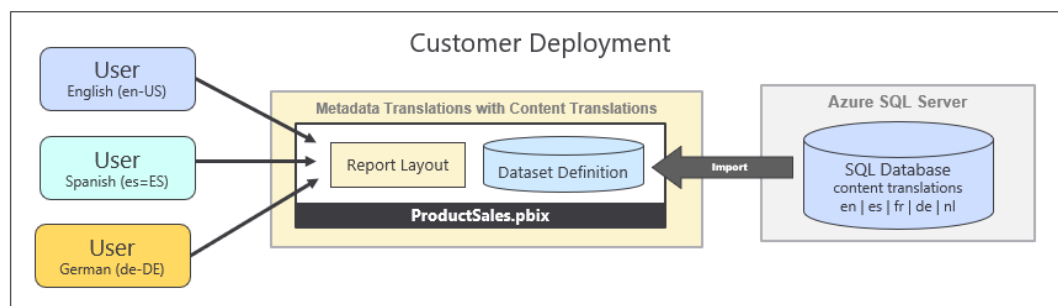 Customer Deployment
User
English (en-US)
User
Spanish (es=ES)
User
German (de-DE)
Metadata Translations with Content Translations
Report Layout
Dataset Definition
ProductSales.pbix
Import
Azure SQL Server
SQL Database
content translations
en | es | fr | de | nl